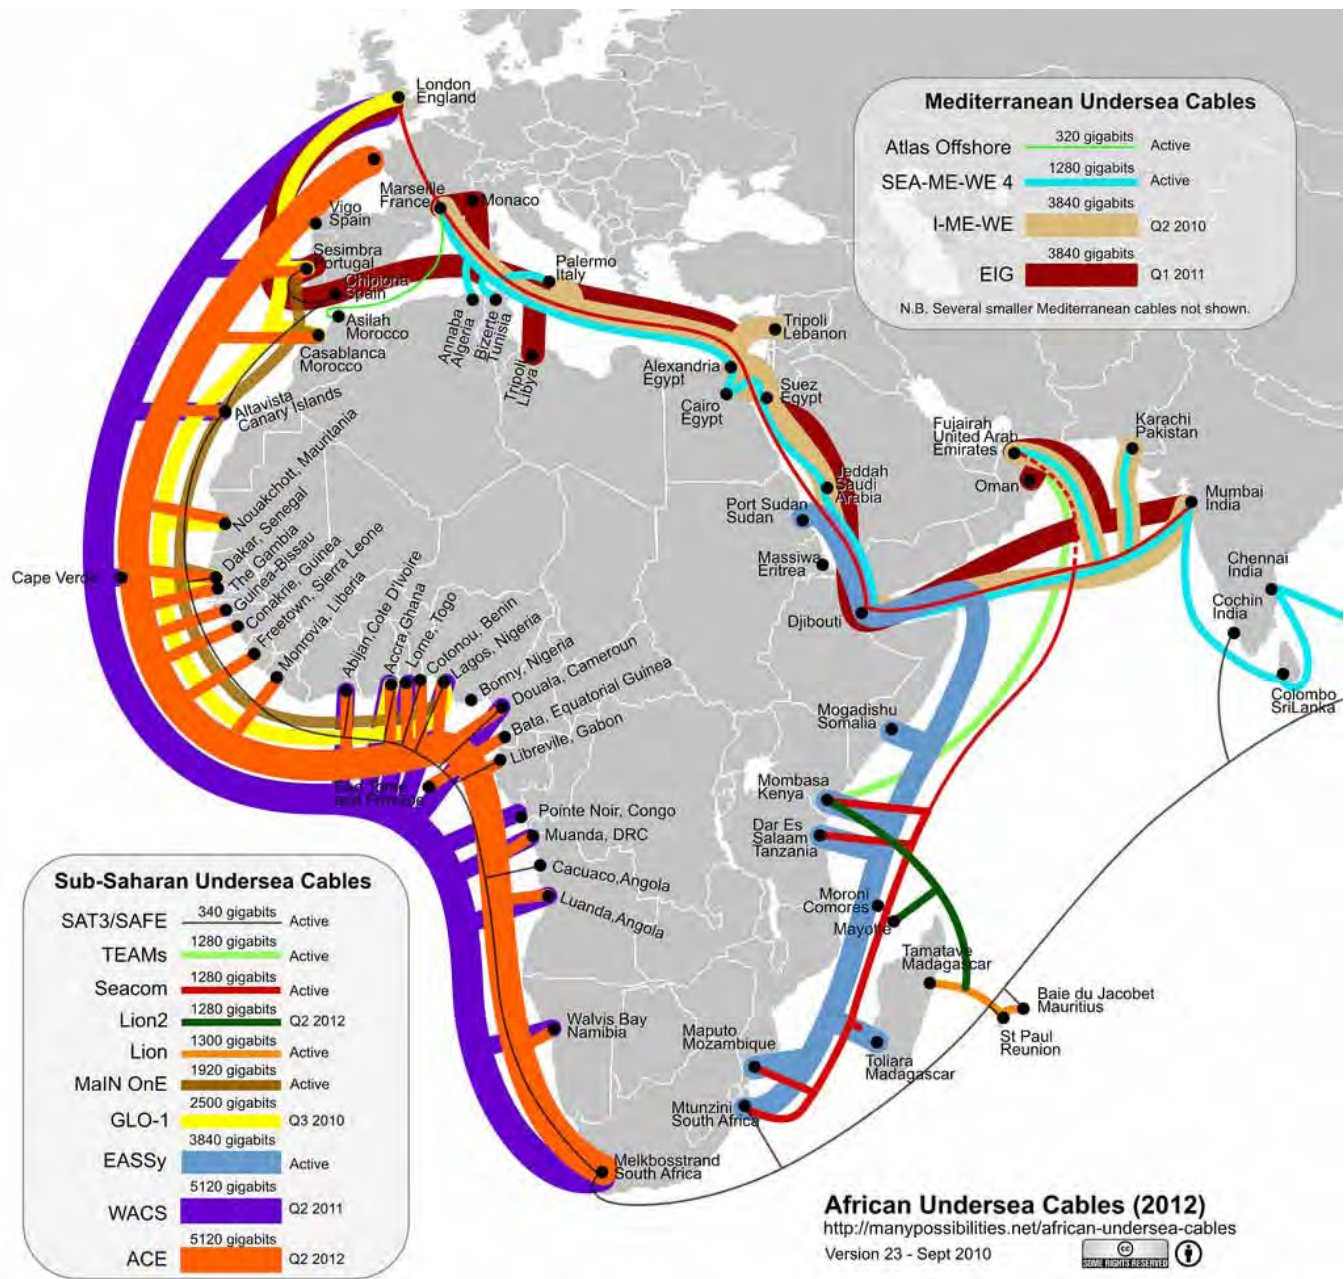 London
England
Marseille
France
Monaco
Vigo
Spain
Sesimbra
Portugal
Chipiona
Spain
Asilah
Morocco
Casablanca
Morocco
Palermo
Italy
Annaba
Algeria
Bizerte
Tunisia
Tripoli
Libya
Tripoli
Lebanon
Alexandria
Egypt
Cairo
Egypt
Suez
Egypt
Altavista
Canary Islands
Jeddah
Saudi
Arabia
Port Sudan
Sudan
Massiwa
Eritrea
Djibouti
Fujairah
United Arab
Emirates
Oman
Karachi
Pakistan
Mumbai
India
Chennai
India
Cochin
India
Colombo
SriLanka
Nouakchott, Mauritania
Dakar, Senegal
The Gambia
Guinea-Bissau
Conakrie, Guinea
Freetown, Sierra Leone
Monrovia, Liberia
Cape Verde
Abijan,Cote D'Ivoire
Accra,Ghana
Lome, Togo
Cotonou, Benin
Lagos, Nigeria
Bonny, Nigeria
Douala, Cameroun
Bata, Equatorial Guinea
Libreville, Gabon
Sao Tome
and Principe
Pointe Noir, Congo
Muanda, DRC
Cacuaco,Angola
Luanda,Angola
Walvis Bay
Namibia
Melkbosstrand
South Africa
Mogadishu
Somalia
Mombasa
Kenya
Dar Es
Salaam
Tanzania
Moroni
Comores
Mayotte
Tamatave
Madagascar
Baie du Jacobet
Mauritius
St Paul
Reunion
Toliara
Madagascar
Maputo
Mozambique
Mtunzini
South Africa
Mediterranean Undersea Cables
Atlas Offshore 320 gigabits Active
SEA-ME-WE 4 1280 gigabits Active
I-ME-WE 3840 gigabits Q2 2010
EIG 3840 gigabits Q1 2011
N.B. Several smaller Mediterranean cables not shown.
Sub-Saharan Undersea Cables
SAT3/SAFE 340 gigabits Active
TEAMs 1280 gigabits Active
Seacom 1280 gigabits Active
Lion2 1280 gigabits Q2 2012
Lion 1300 gigabits Active
MaIN OnE 1920 gigabits Active
GLO-1 2500 gigabits Q3 2010
EASSy 3840 gigabits Active
WACS 5120 gigabits Q2 2011
ACE 5120 gigabits Q2 2012
African Undersea Cables (2012)
http://manypossibilities.net/african-undersea-cables
Version 23 - Sept 2010
cc
SOME RIGHTS RESERVED